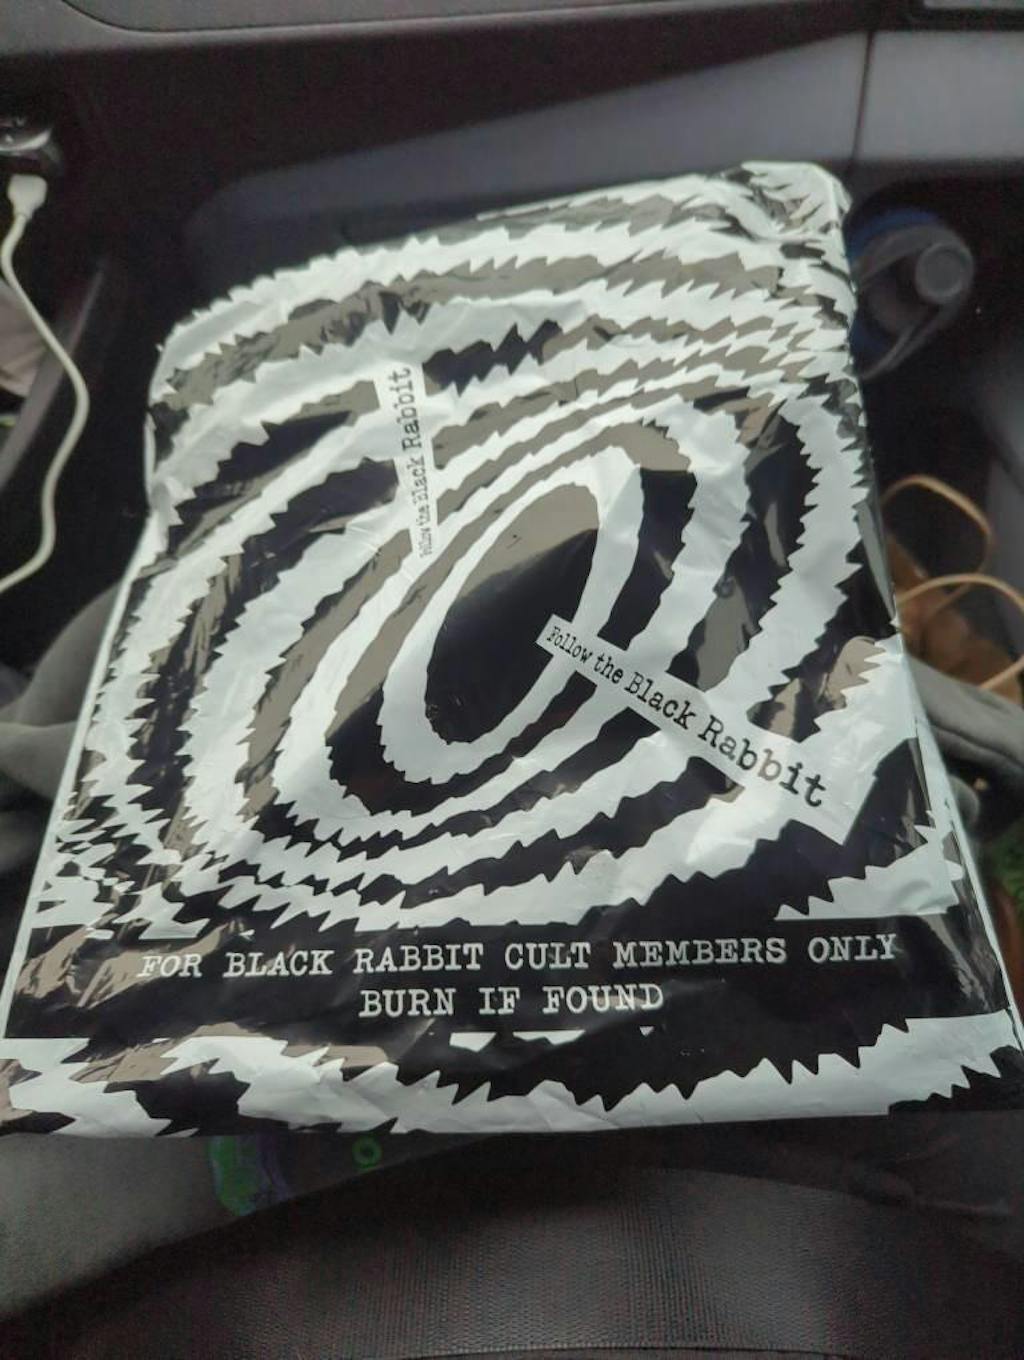 Follow the Black Rabbit
Follow the Black Rabbit
FOR BLACK RABBIT CULT MEMBERS ONLY
BURN IF FOUND